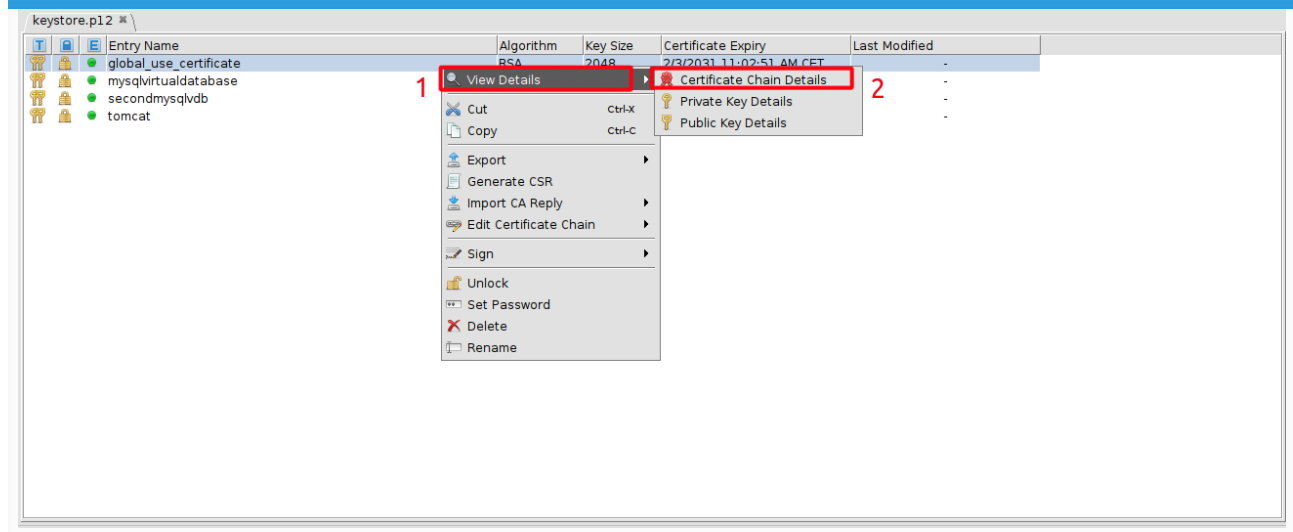 keystore.p12
T E Entry Name Algorithm Key Size Certificate Expiry Last Modified
global_use_certificate RSA 2048 2/3/2031 11:02:51 AM CET -
mysqlvirtualdatabase -
secondmysqlvdb -
tomcat -
1 View Details
2 Certificate Chain Details
Private Key Details
Public Key Details
Cut Ctrl-X
Copy Ctrl-C
Export
Generate CSR
Import CA Reply
Edit Certificate Chain
Sign
Unlock
Set Password
Delete
Rename